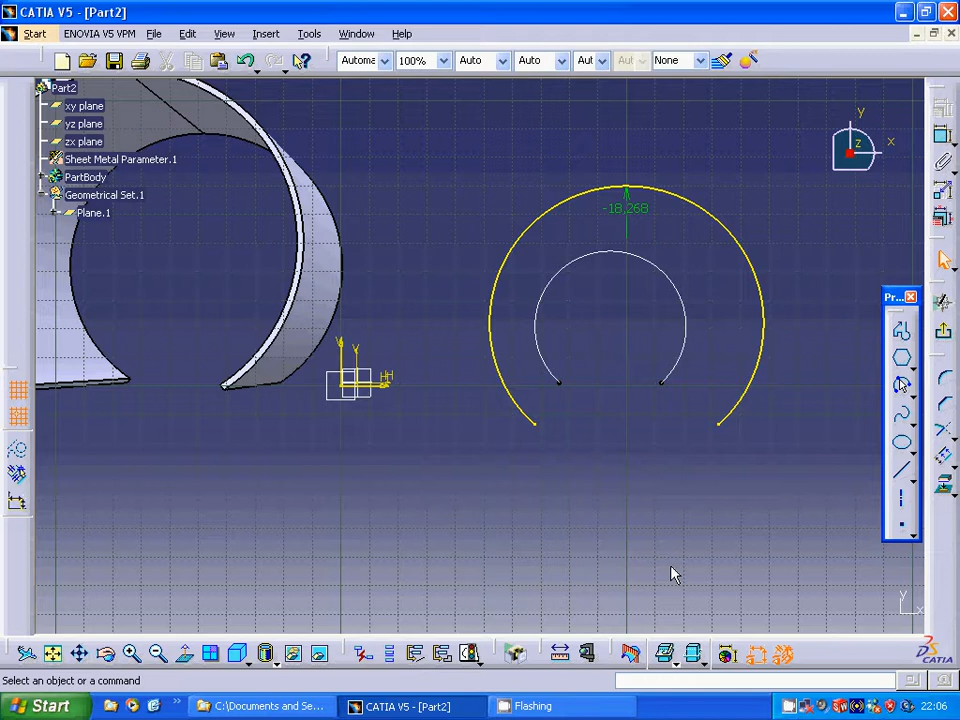 CATIA V5 - [Part2]
Start ENOVIA V5 VPM File Edit View Insert Tools Window Help
Automa 100% Auto Auto Aut Aut None
Part2
xy plane
yz plane
zx plane
Sheet Metal Parameter.1
PartBody
Geometrical Set.1
Plane.1
y
x
z
-18,268
V
Y
H
Pr...
y
x
CATIA
Select an object or a command
Start C:\Documents and Se... CATIA V5 - [Part2] Flashing 22:06